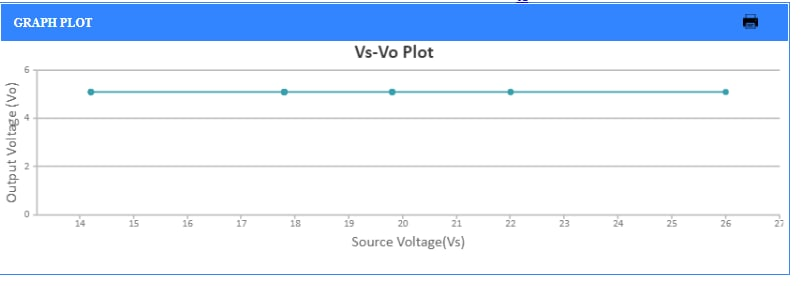 GRAPH PLOT
Vs-Vo Plot
Output Voltage (Vo)
6
4
2
0
14 15 16 17 18 19 20 21 22 23 24 25 26 27
Source Voltage(Vs)